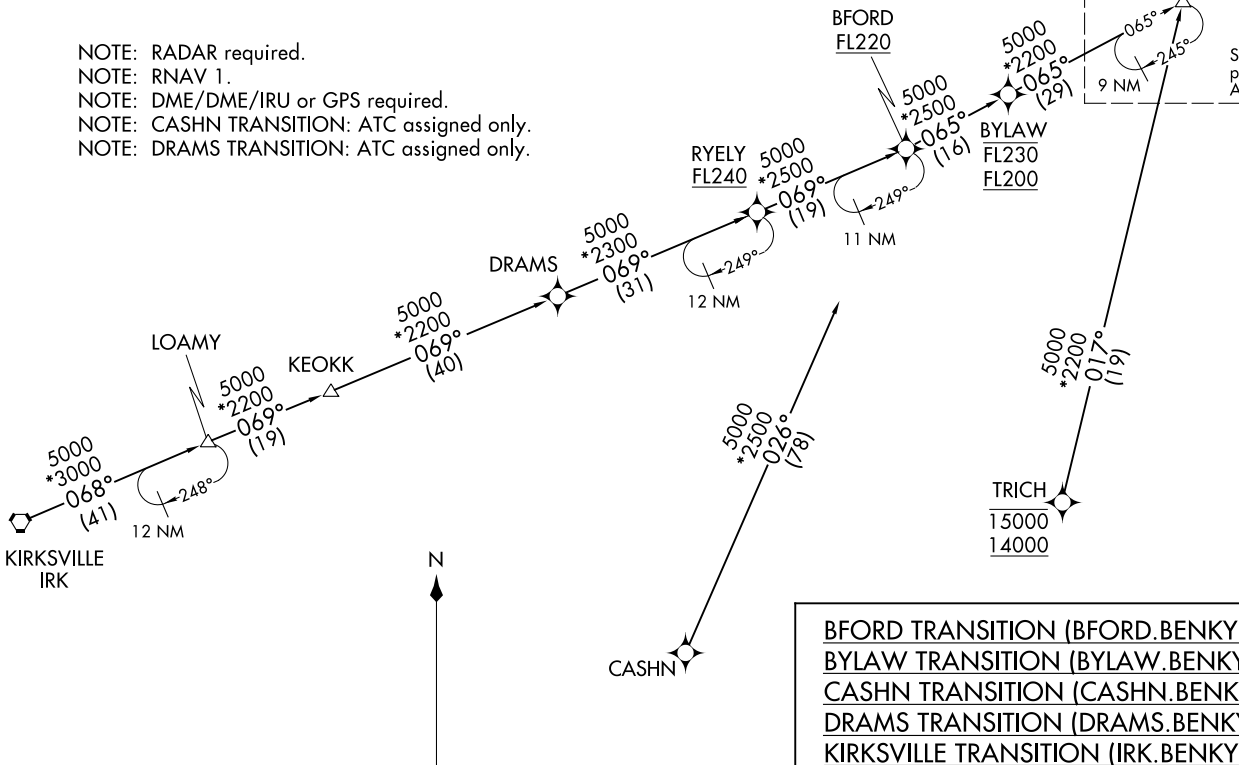 NOTE: RADAR required.
NOTE: RNAV 1.
NOTE: DME/DME/IRU or GPS required.
NOTE: CASHN TRANSITION: ATC assigned only.
NOTE: DRAMS TRANSITION: ATC assigned only.
BFORD
FL220
065°
245°
9 NM
5000
*2200
065°
(29)
BYLAW
FL230
FL200
5000
*2500
065°
(16)
RYELY
FL240
5000
*2500
069°
(19)
249°
11 NM
DRAMS
5000
*2300
069°
(31)
249°
12 NM
LOAMY
KEOKK
5000
*2200
069°
(40)
5000
*2200
069°
(19)
5000
*3000
068°
(41)
248°
12 NM
KIRKSVILLE
IRK
N
5000
*2500
026°
(78)
CASHN
5000
*2200
017°
(19)
TRICH
15000
14000
BFORD TRANSITION (BFORD.BENKY
BYLAW TRANSITION (BYLAW.BENKY
CASHN TRANSITION (CASHN.BENK
DRAMS TRANSITION (DRAMS.BENKY
KIRKSVILLE TRANSITION (IRK.BENKY